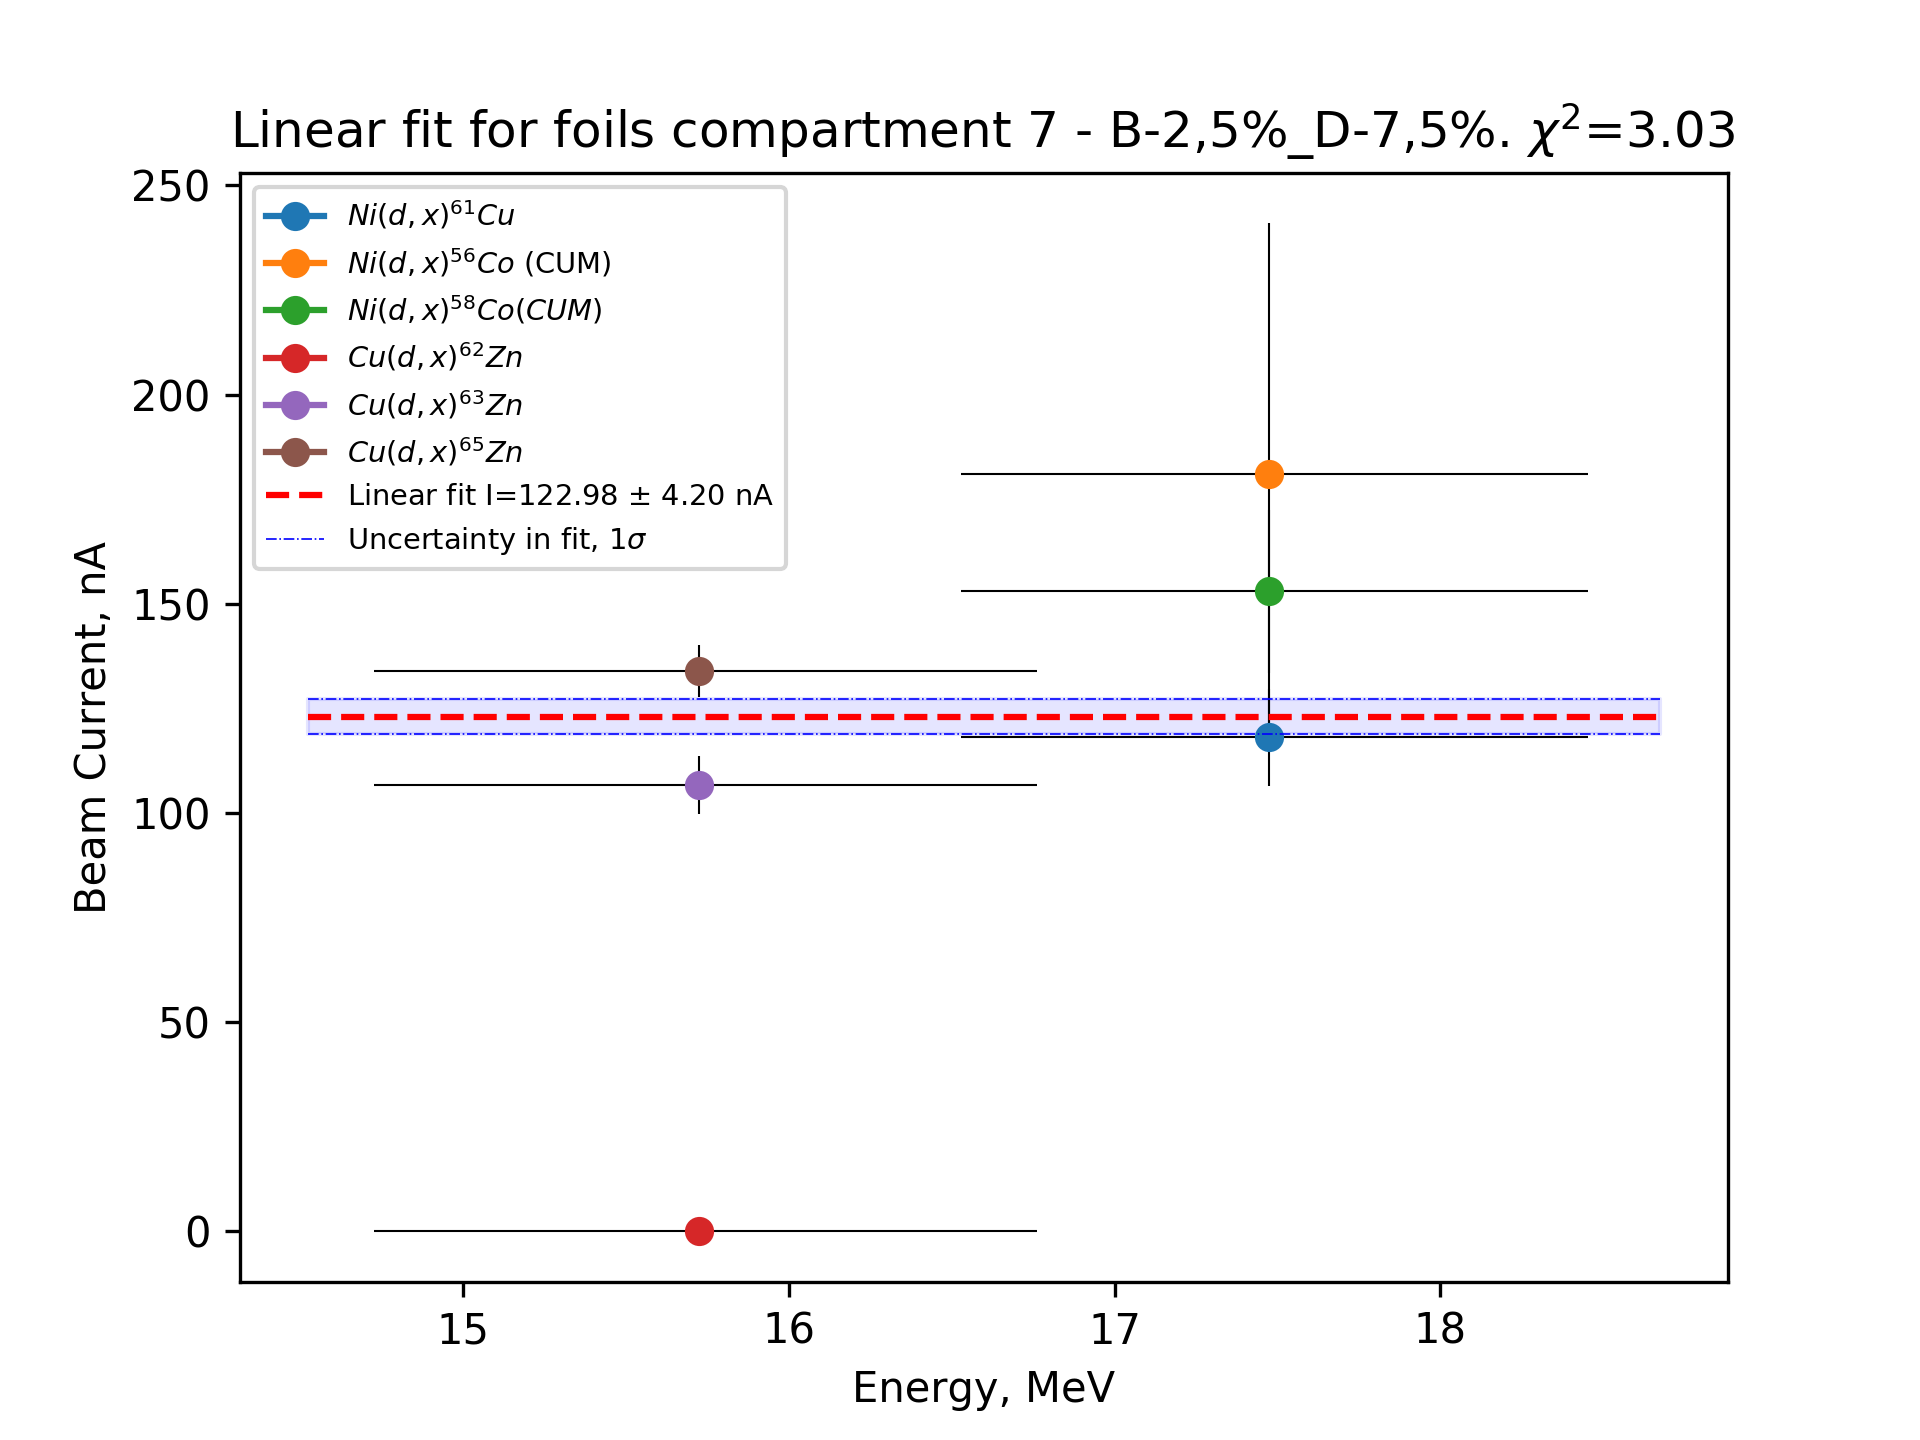 Linear fit for foils compartment 7 - B-2,5%_D-7,5%. χ²=3.03
250
200
150
100
50
0
Beam Current, nA
Ni(d, x)⁶¹Cu
Ni(d, x)⁵⁶Co (CUM)
Ni(d, x)⁵⁸Co(CUM)
Cu(d, x)⁶²Zn
Cu(d, x)⁶³Zn
Cu(d, x)⁶⁵Zn
Linear fit I=122.98 ± 4.20 nA
Uncertainty in fit, 1σ
15 16 17 18
Energy, MeV